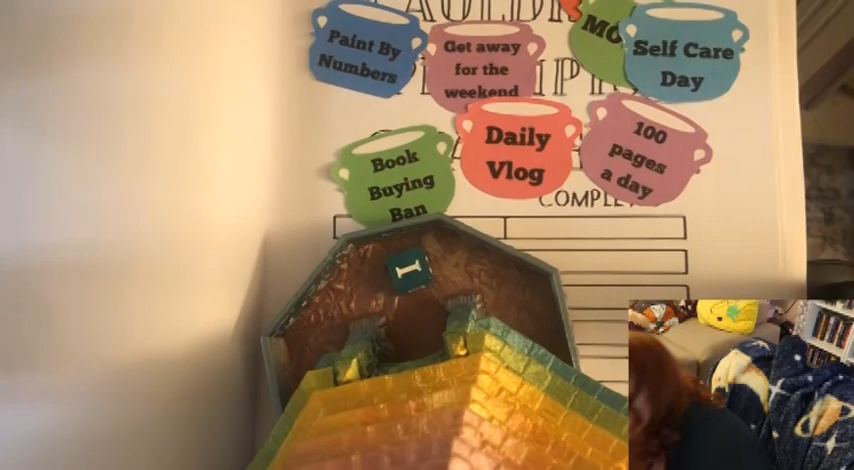 Paint By
Numbers
Get away
for the
weekend
MO
Self Care
Day
Book
Buying
Ban
Daily
Vlog
100
pages
a day
I